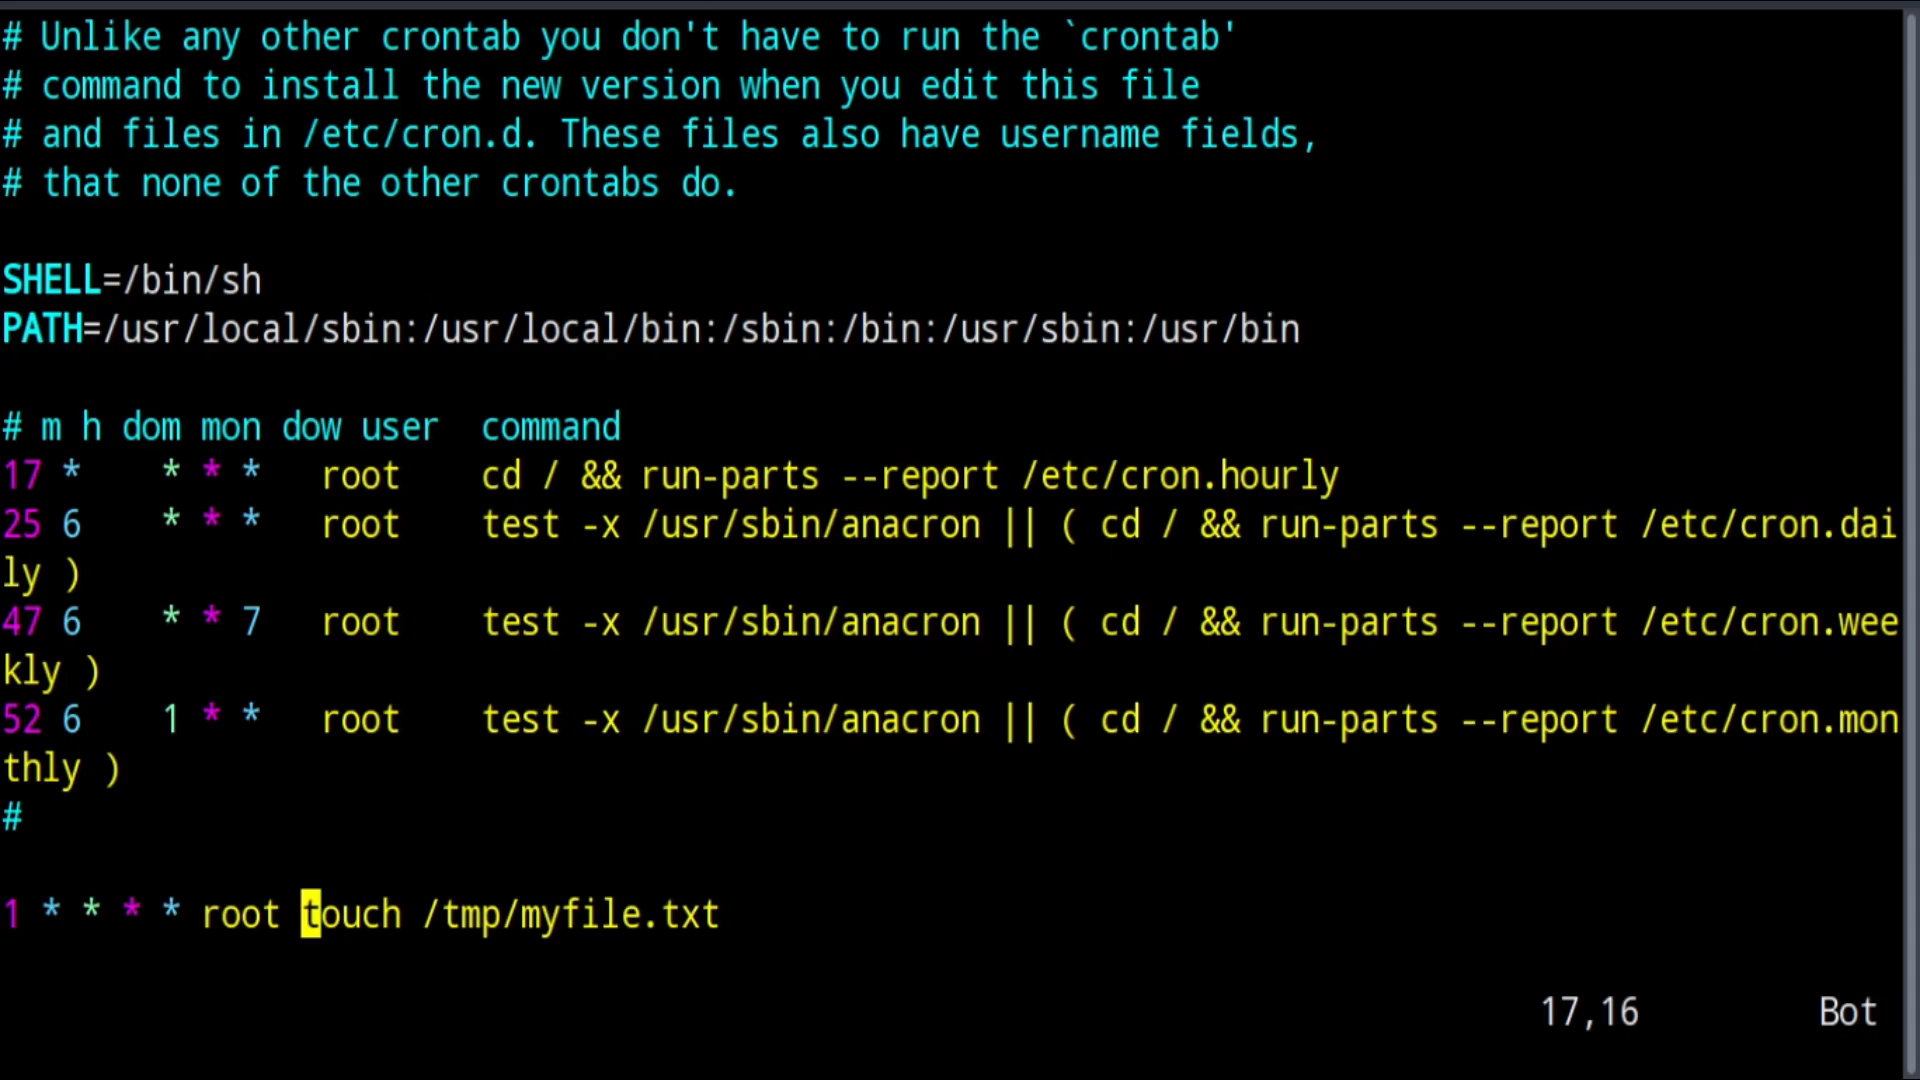 # Unlike any other crontab you don't have to run the `crontab'
# command to install the new version when you edit this file
# and files in /etc/cron.d. These files also have username fields,
# that none of the other crontabs do.
SHELL=/bin/sh
PATH=/usr/local/sbin:/usr/local/bin:/sbin:/bin:/usr/sbin:/usr/bin
# m h dom mon dow user  command
17 *    * * *   root    cd / && run-parts --report /etc/cron.hourly
25 6    * * *   root    test -x /usr/sbin/anacron || ( cd / && run-parts --report /etc/cron.dai
ly )
47 6    * * 7   root    test -x /usr/sbin/anacron || ( cd / && run-parts --report /etc/cron.wee
kly )
52 6    1 * *   root    test -x /usr/sbin/anacron || ( cd / && run-parts --report /etc/cron.mon
thly )
#
1 * * * * root touch /tmp/myfile.txt
17,16         Bot